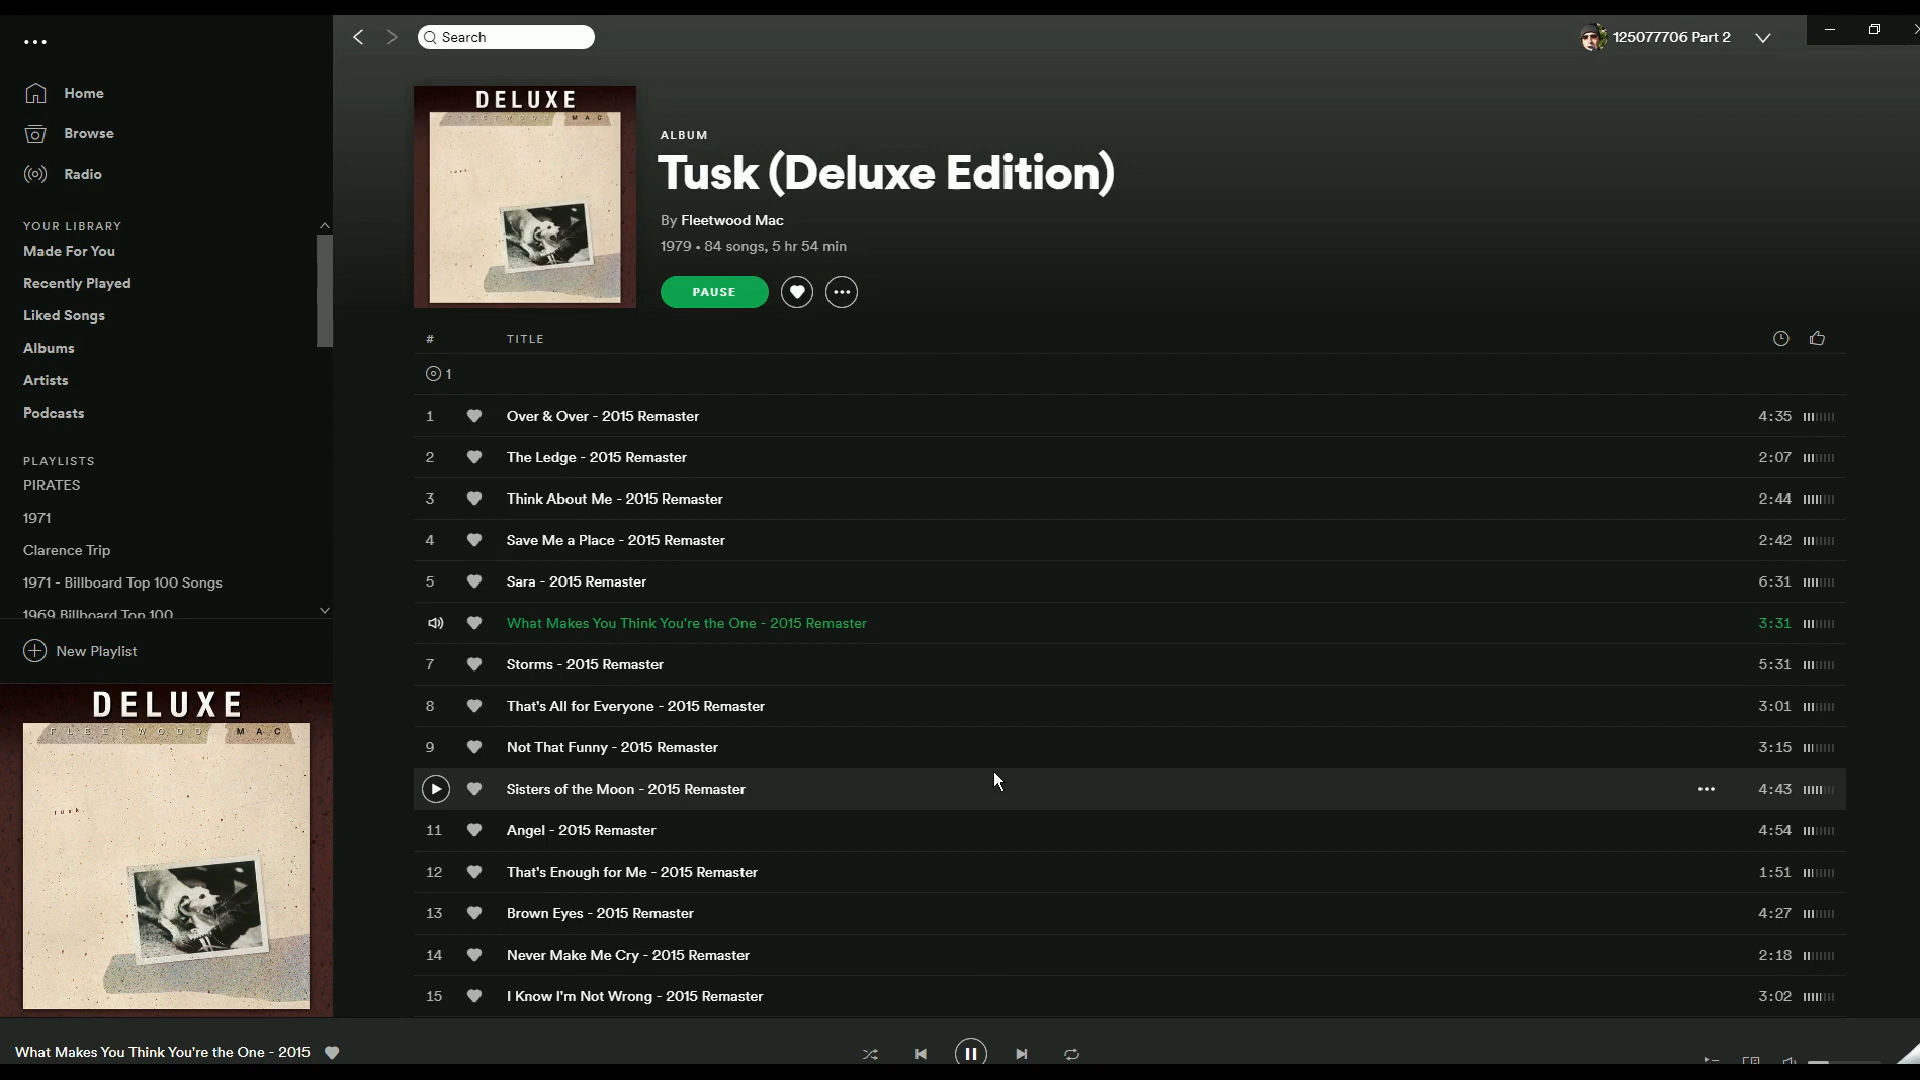 Search
125077706 Part 2
Home
Browse
Radio
YOUR LIBRARY
Made For You
Recently Played
Liked Songs
Albums
Artists
Podcasts
PLAYLISTS
PIRATES
1971
Clarence Trip
1971 - Billboard Top 100 Songs
1969 Billboard Top 100
New Playlist
DELUXE
FLEETWOOD MAC
tusk
DELUXE
FLEETWOOD MAC
tusk
ALBUM
Tusk (Deluxe Edition)
By Fleetwood Mac
1979 • 84 songs, 5 hr 54 min
PAUSE
# TITLE
1
1 Over & Over - 2015 Remaster 4:35
2 The Ledge - 2015 Remaster 2:07
3 Think About Me - 2015 Remaster 2:44
4 Save Me a Place - 2015 Remaster 2:42
5 Sara - 2015 Remaster 6:31
What Makes You Think You're the One - 2015 Remaster 3:31
7 Storms - 2015 Remaster 5:31
8 That's All for Everyone - 2015 Remaster 3:01
9 Not That Funny - 2015 Remaster 3:15
Sisters of the Moon - 2015 Remaster 4:43
11 Angel - 2015 Remaster 4:54
12 That's Enough for Me - 2015 Remaster 1:51
13 Brown Eyes - 2015 Remaster 4:27
14 Never Make Me Cry - 2015 Remaster 2:18
15 I Know I'm Not Wrong - 2015 Remaster 3:02
What Makes You Think You're the One - 2015